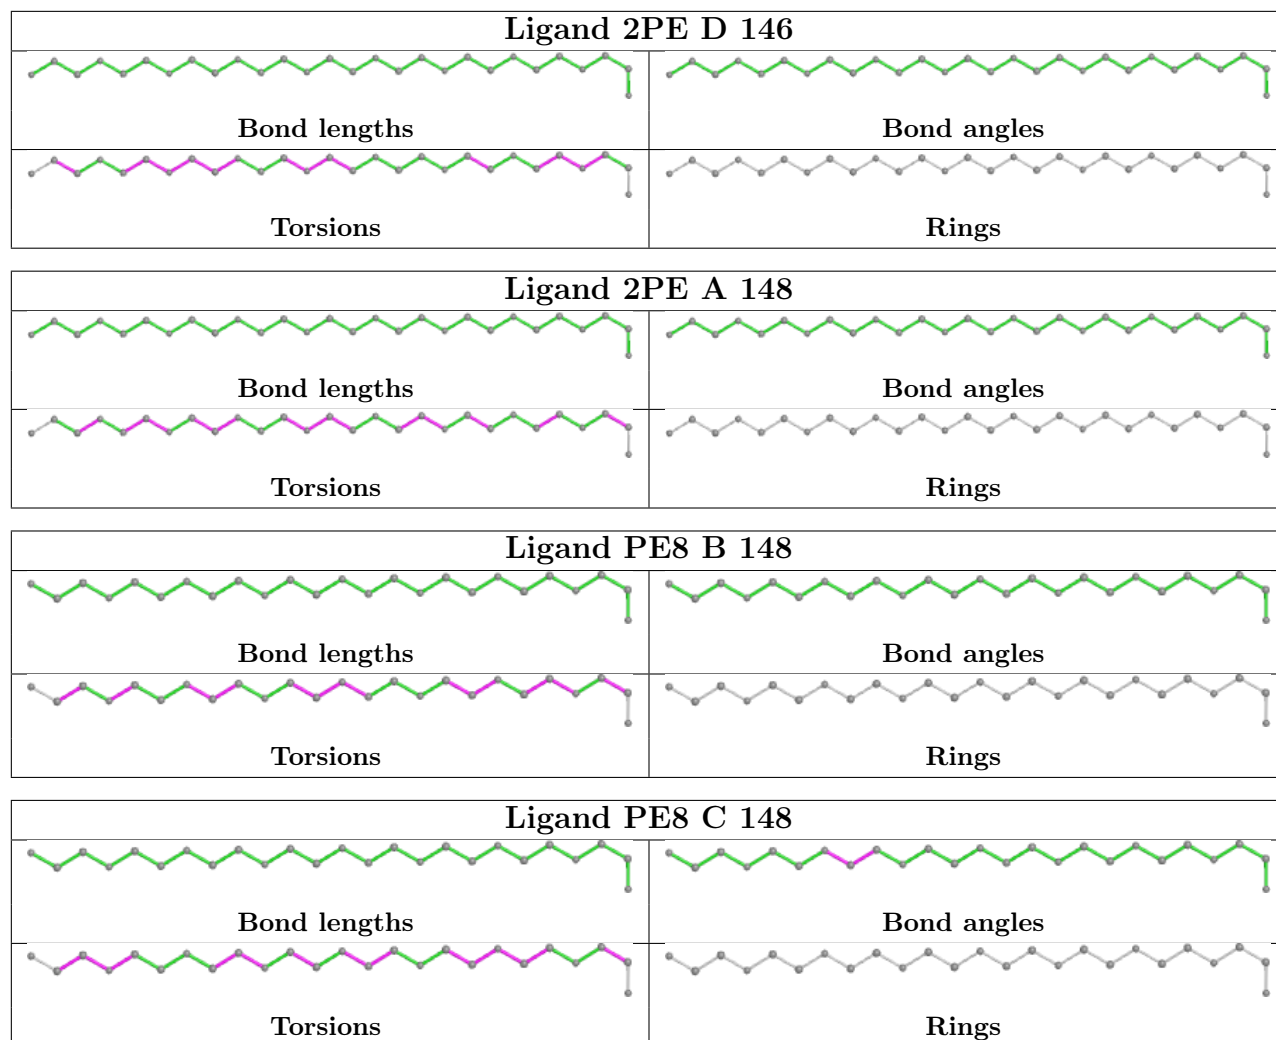 Ligand 2PE D 146
Bond lengths
Bond angles
Torsions
Rings
Ligand 2PE A 148
Bond lengths
Bond angles
Torsions
Rings
Ligand PE8 B 148
Bond lengths
Bond angles
Torsions
Rings
Ligand PE8 C 148
Bond lengths
Bond angles
Torsions
Rings